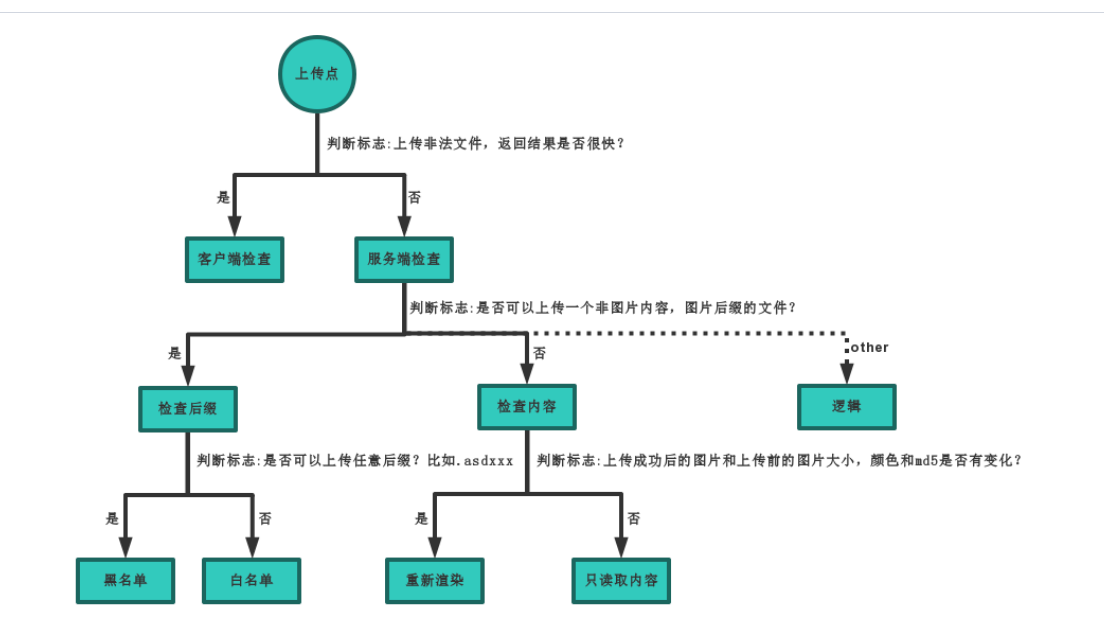 上传点
判断标志:上传非法文件，返回结果是否很快?
是
否
客户端检查
服务端检查
判断标志:是否可以上传一个非图片内容，图片后缀的文件?
是
否
other
检查后缀
检查内容
逻辑
判断标志:是否可以上传任意后缀? 比如.asdxxx
判断标志:上传成功后的图片和上传前的图片大小，颜色和md5是否有变化?
是
否
是
否
黑名单
白名单
重新渲染
只读取内容